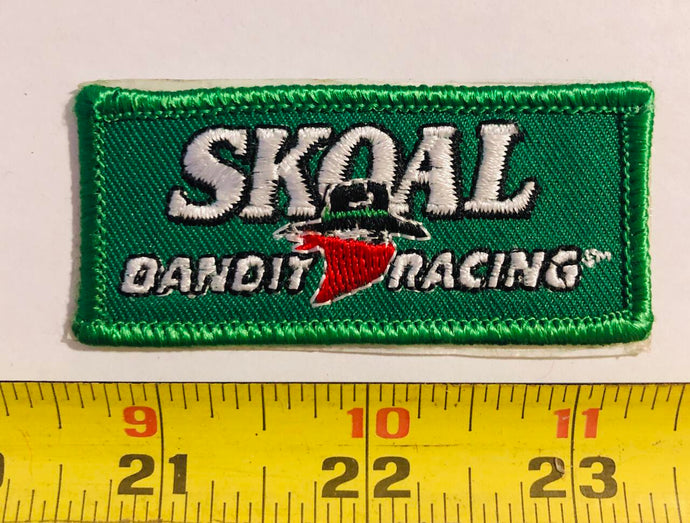 SKOAL
BANDIT RACING SM
9 10 11
21 22 23